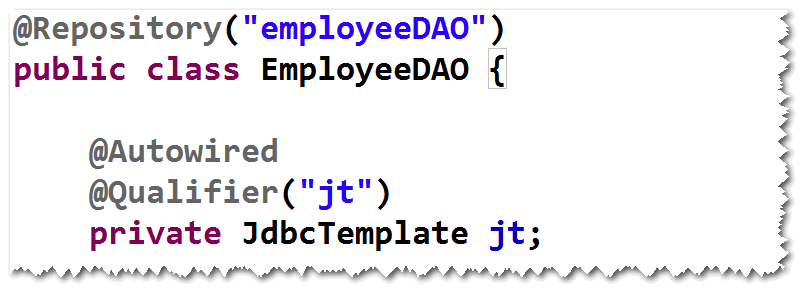 @Repository("employeeDAO")
public class EmployeeDAO {
@Autowired
@Qualifier("jt")
private JdbcTemplate jt;